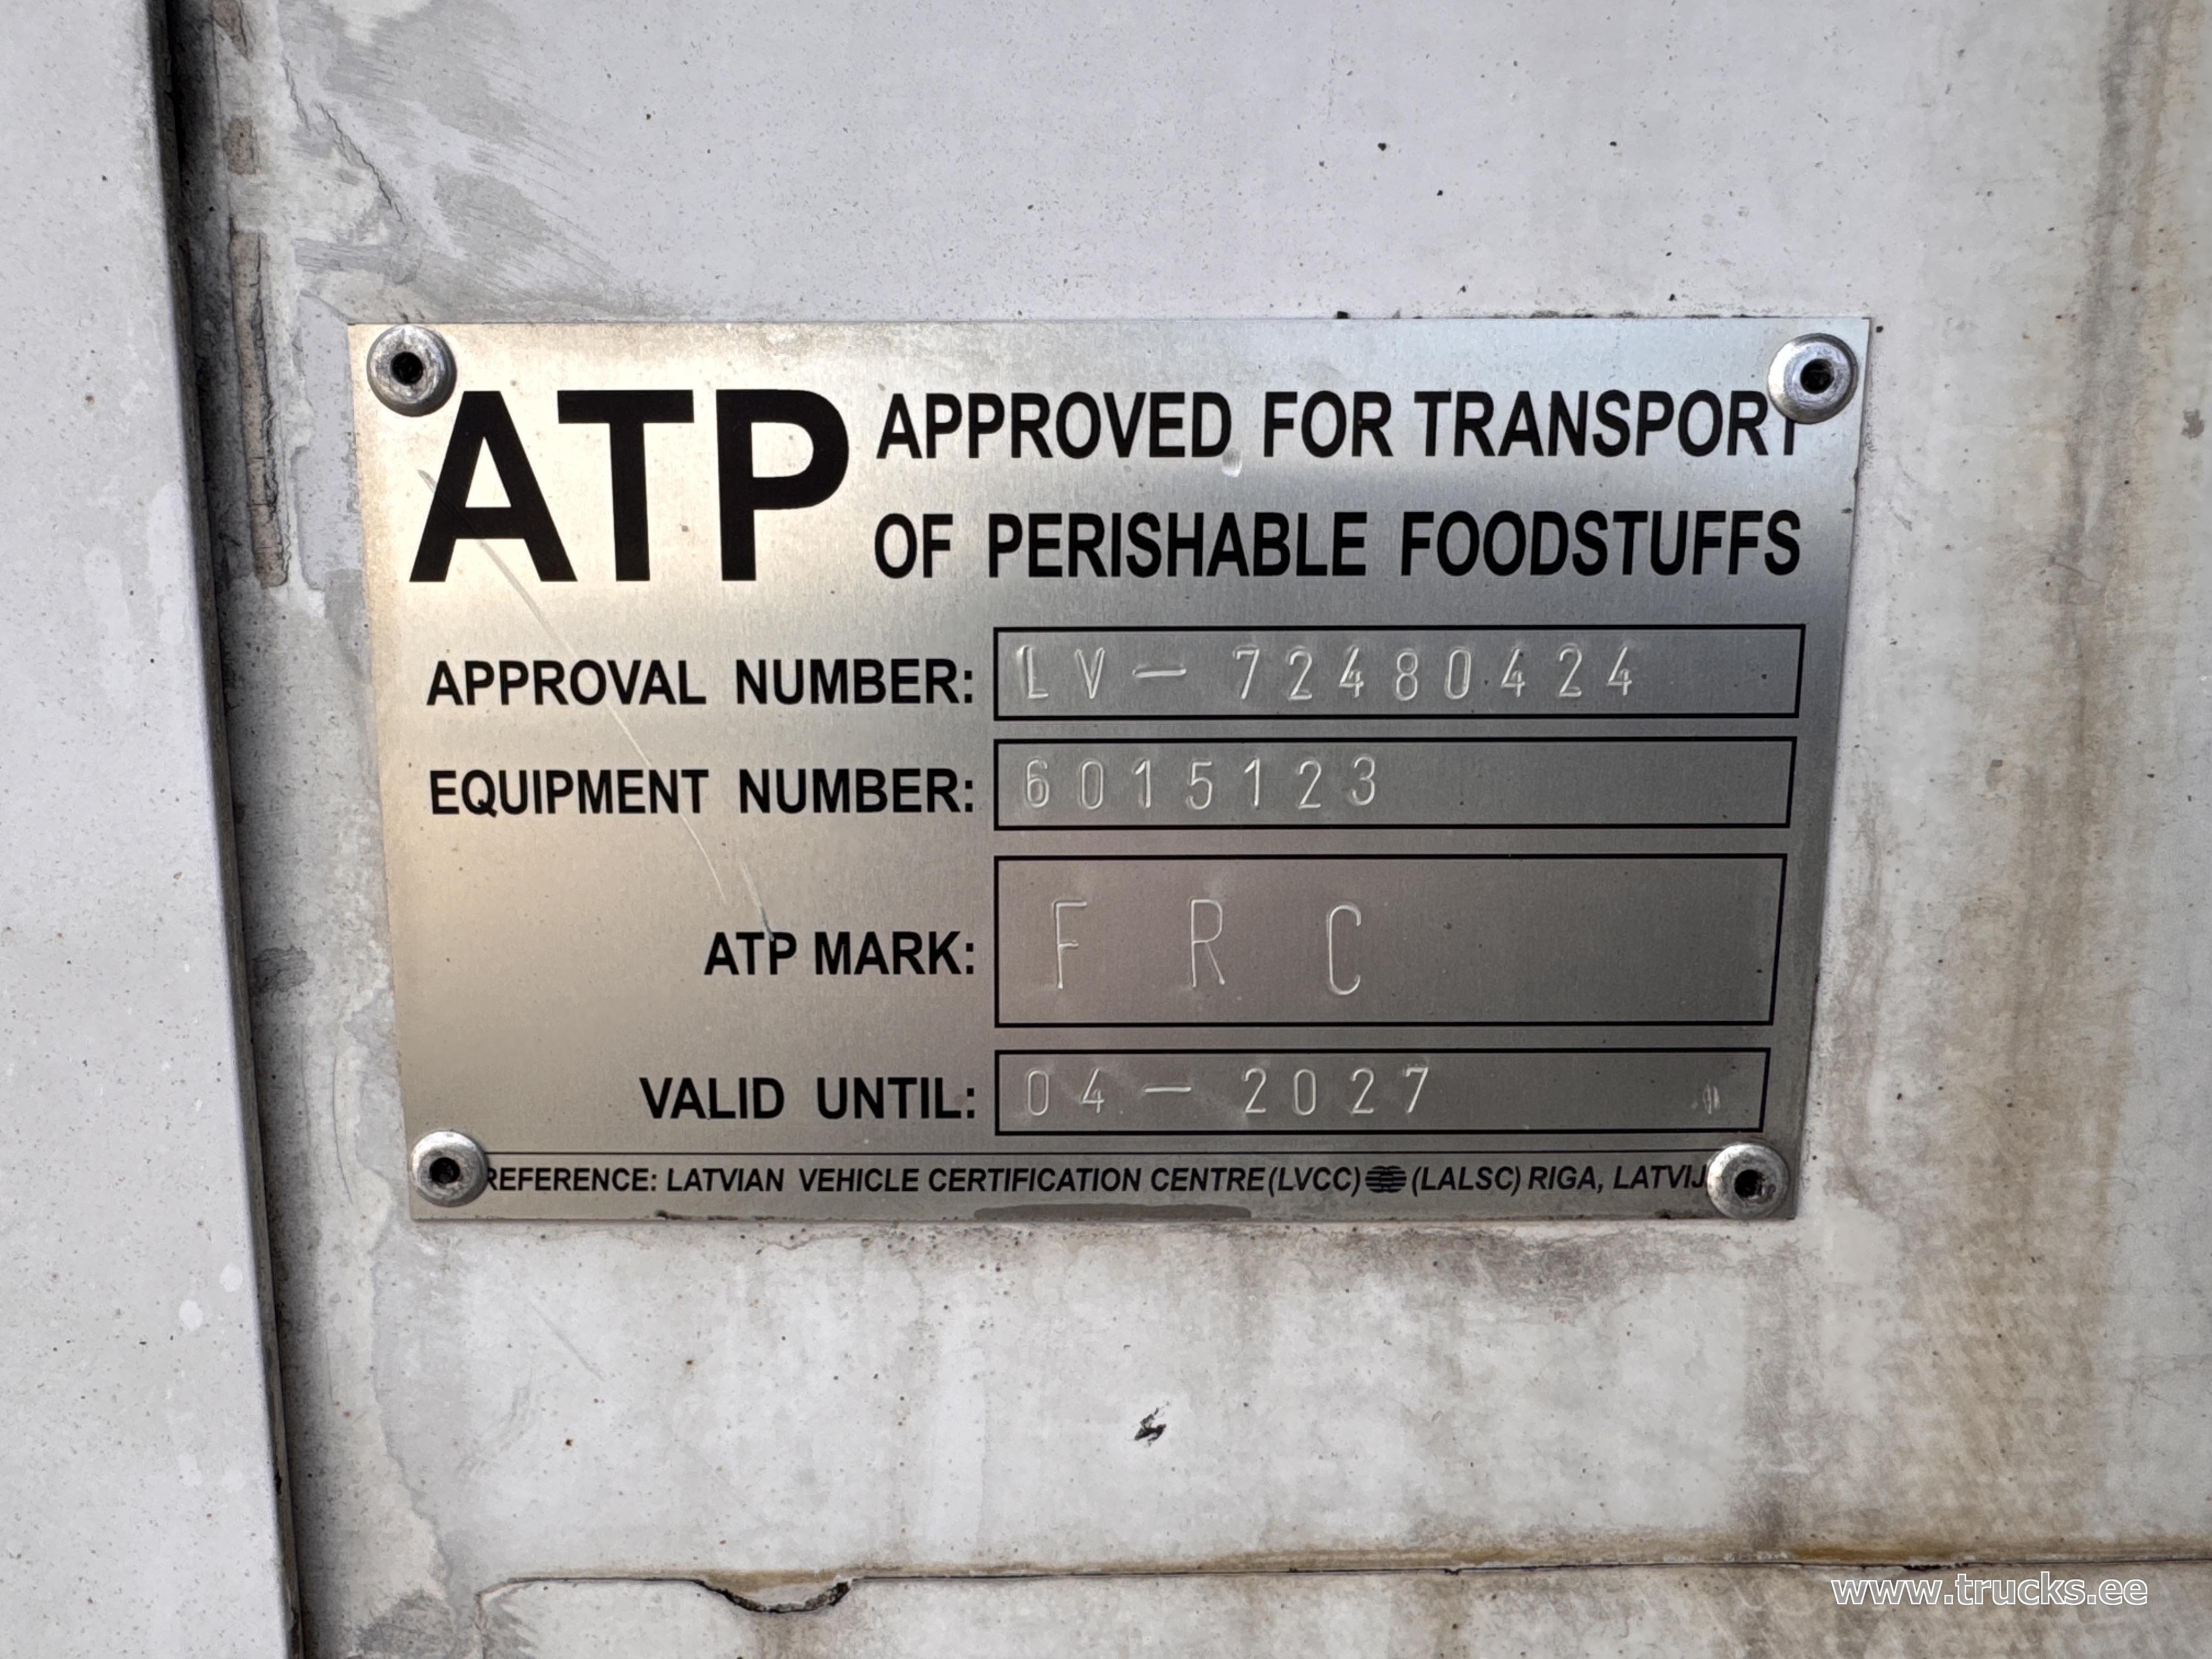 ATP APPROVED FOR TRANSPORT
OF PERISHABLE FOODSTUFFS
APPROVAL NUMBER: LV-72480424
EQUIPMENT NUMBER: 6015123
ATP MARK: FRC
VALID UNTIL: 04-2027
REFERENCE: LATVIAN VEHICLE CERTIFICATION CENTRE (LVCC) (LALSC) RIGA, LATVIJ
www.trucks.ee